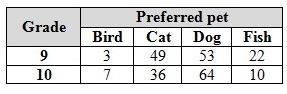 Grade Preferred pet
Bird Cat Dog Fish
9 3 49 53 22
10 7 36 64 10